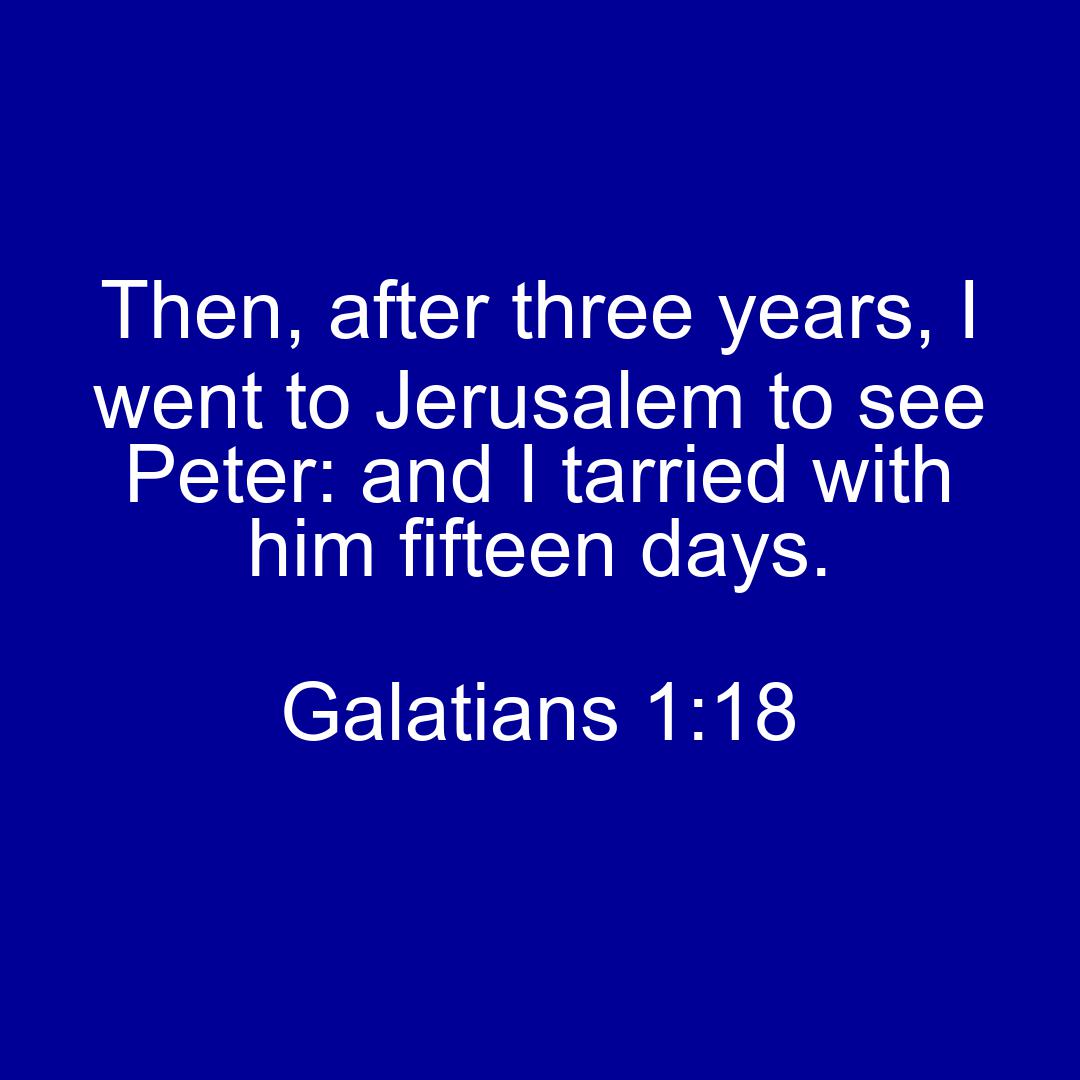 Then, after three years, I
went to Jerusalem to see
Peter: and I tarried with
him fifteen days.
Galatians 1:18